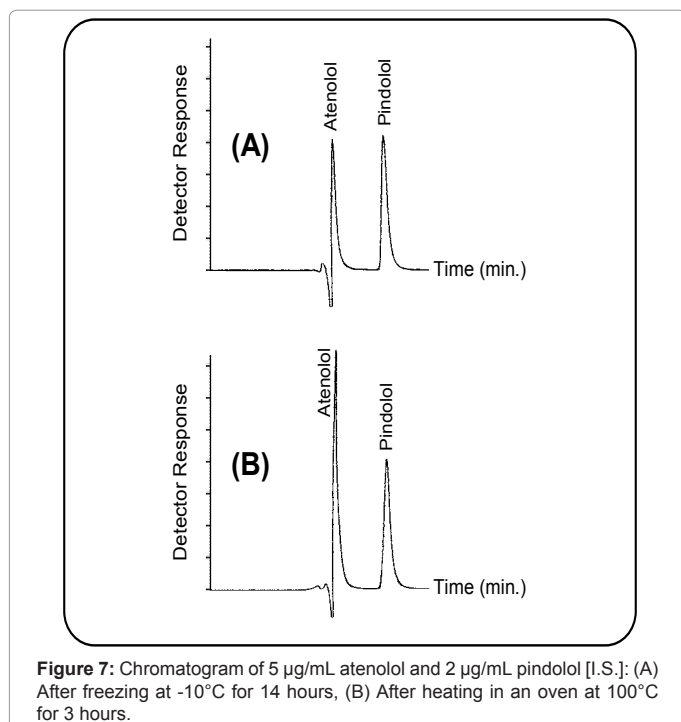 Detector Response
(A)
Atenolol
Pindolol
Time (min.)
Detector Response
(B)
Atenolol
Pindolol
Time (min.)
Figure 7: Chromatogram of 5 µg/mL atenolol and 2 µg/mL pindolol [I.S.]: (A)
After freezing at -10°C for 14 hours, (B) After heating in an oven at 100°C
for 3 hours.